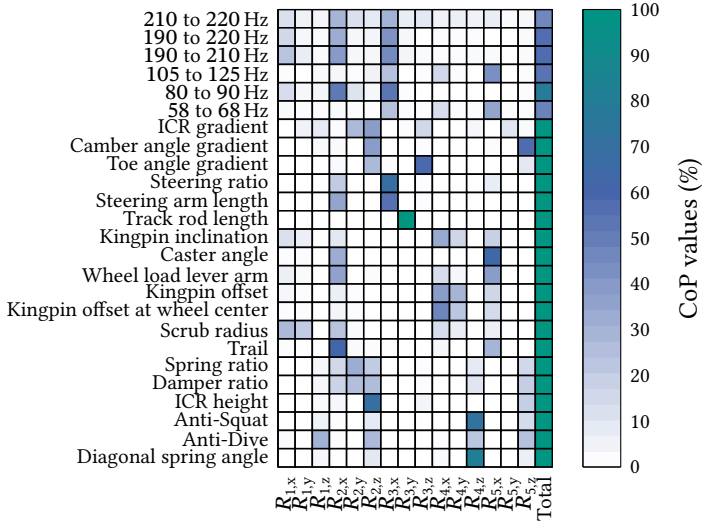 210 to 220 Hz
190 to 220 Hz
190 to 210 Hz
105 to 125 Hz
80 to 90 Hz
58 to 68 Hz
ICR gradient
Camber angle gradient
Toe angle gradient
Steering ratio
Steering arm length
Track rod length
Kingpin inclination
Caster angle
Wheel load lever arm
Kingpin offset
Kingpin offset at wheel center
Scrub radius
Trail
Spring ratio
Damper ratio
ICR height
Anti-Squat
Anti-Dive
Diagonal spring angle
R1,x
R1,y
R1,z
R2,x
R2,y
R2,z
R3,x
R3,y
R3,z
R4,x
R4,y
R4,z
R5,x
R5,y
R5,z
Total
100
90
80
70
60
50
40
30
20
10
0
CoP values (%)